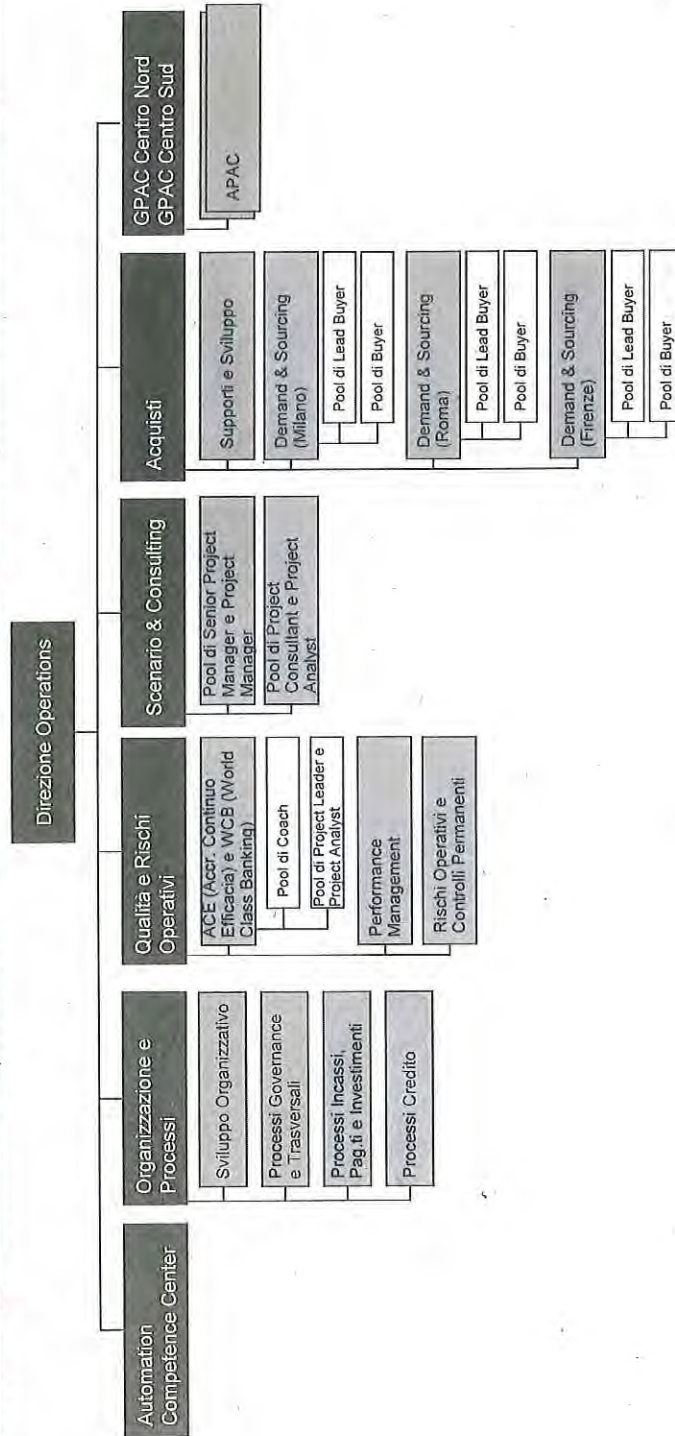 Direzione Operations
Automation
Competence Center
Organizzazione e
Processi
Sviluppo Organizzativo
Processi Governance
e Trasversali
Processi Incassi,
Pag.ti e Investimenti
Processi Credito
Qualità e Rischi
Operativi
ACE (Accr. Continuo
Efficacia) e WCB (World
Class Banking)
Pool di Coach
Pool di Project Leader e
Project Analyst
Performance
Management
Rischi Operativi e
Controlli Permanenti
Scenario & Consulting
Pool di Senior Project
Manager e Project
Manager
Pool di Project
Consultant e Project
Analyst
Acquisti
Supporti e Sviluppo
Demand & Sourcing
(Milano)
Pool di Lead Buyer
Pool di Buyer
Demand & Sourcing
(Roma)
Pool di Lead Buyer
Pool di Buyer
Demand & Sourcing
(Firenze)
Pool di Lead Buyer
Pool di Buyer
GPAC Centro Nord
GPAC Centro Sud
APAC